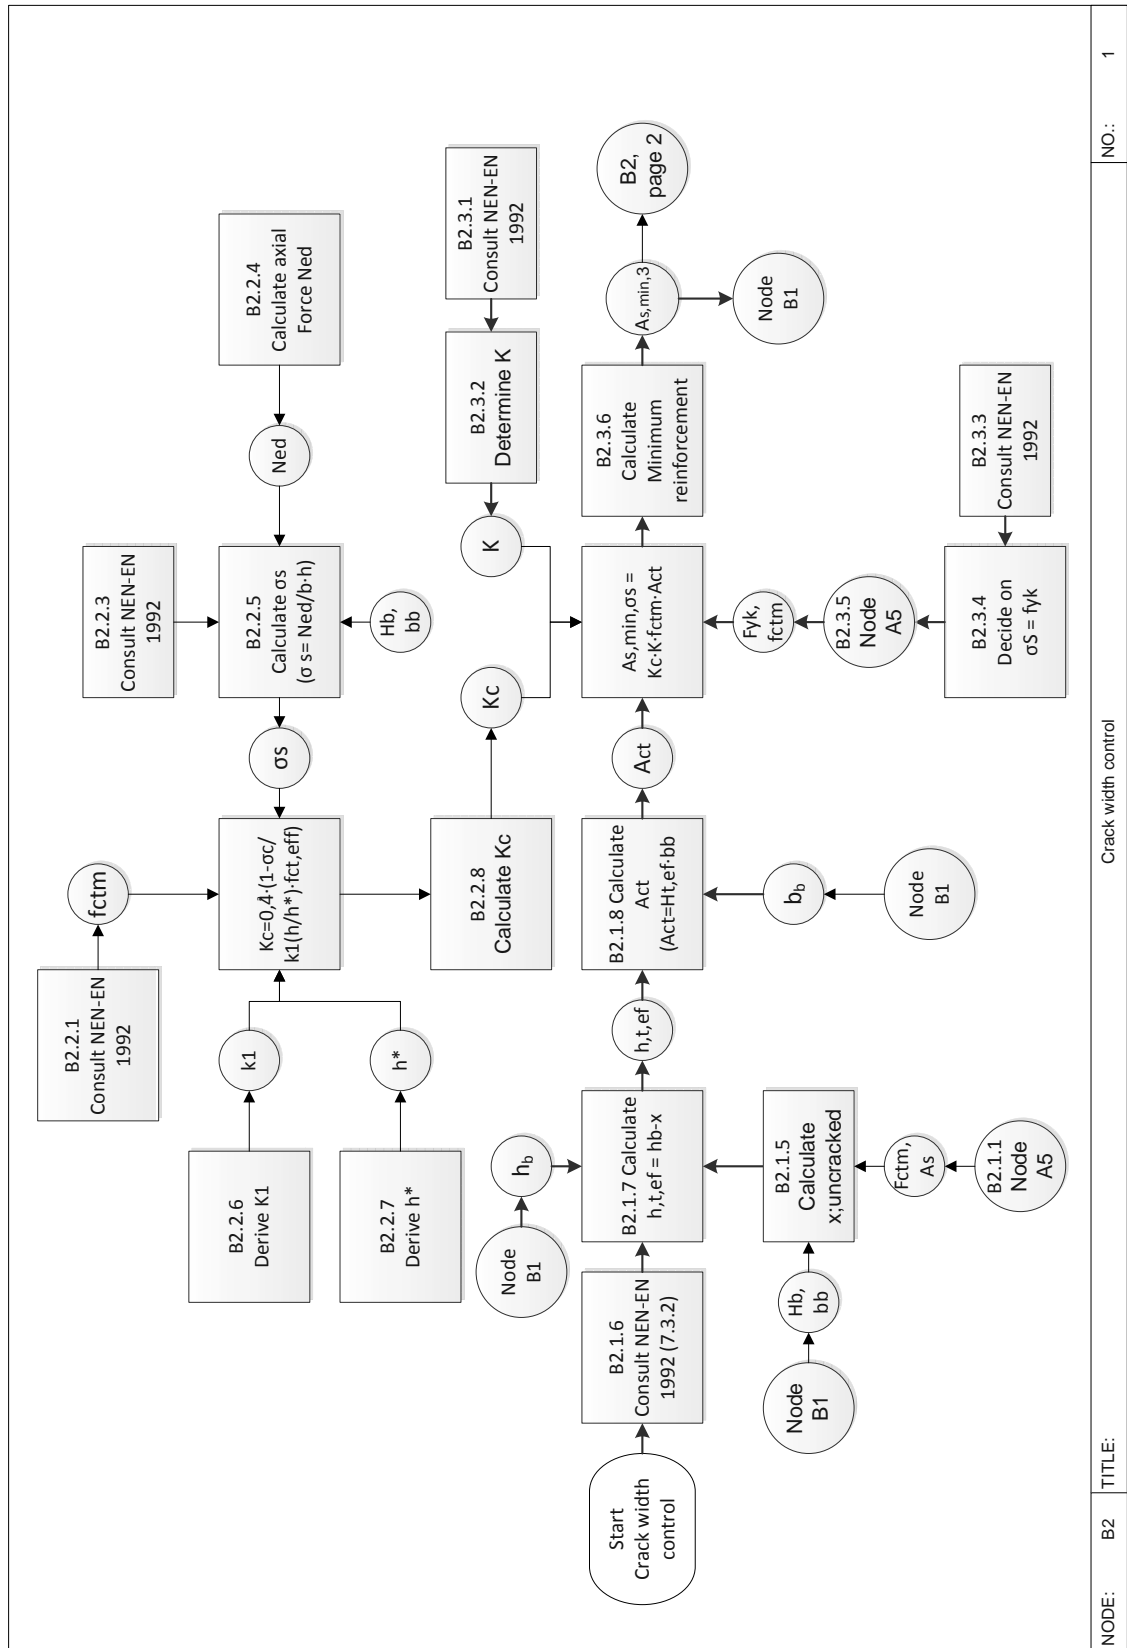 B2.2.1
Consult NEN-EN
1992
fctm
B2.2.3
Consult NEN-EN
1992
B2.2.4
Calculate axial
Force Ned
Ned
B2.2.5
Calculate σs
(σ s= Ned/b·h)
Hb,
bb
σs
B2.2.6
Derive K1
k1
B2.2.7
Derive h*
h*
Kc=0,4·(1-σc/
k1(h/h*)·fct,eff)
B2.2.8
Calculate Kc
Kc
B2.3.1
Consult NEN-EN
1992
B2.3.2
Determine K
K
Start
Crack width
control
B2.1.6
Consult NEN-EN
1992 (7.3.2)
Node
B1
hb
B2.1.7 Calculate
h,t,ef = hb-x
h,t,ef
B2.1.8 Calculate
Act
(Act=Ht,ef·bb
Act
As,min,σs =
Kc·K·fctm·Act
B2.3.6
Calculate
Minimum
reinforcement
As,min,3
B2,
page 2
Node
B1
Node
B1
Hb,
bb
B2.1.5
Calculate
x;uncracked
Fctm,
As
B2.1.1
Node
A5
bb
Node
B1
Fyk,
fctm
B2.3.5
Node
A5
B2.3.4
Decide on
σS = fyk
B2.3.3
Consult NEN-EN
1992
NODE:
B2
TITLE:
Crack width control
NO.:
1